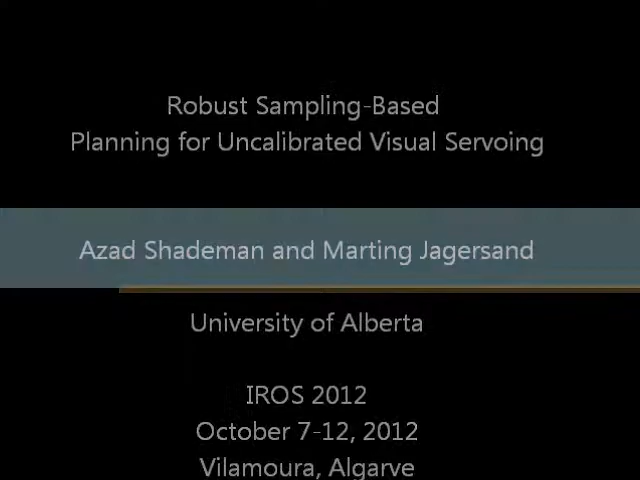 Robust Sampling-Based
Planning for Uncalibrated Visual Servoing
Azad Shademan and Marting Jagersand
University of Alberta
IROS 2012
October 7-12, 2012
Vilamoura, Algarve